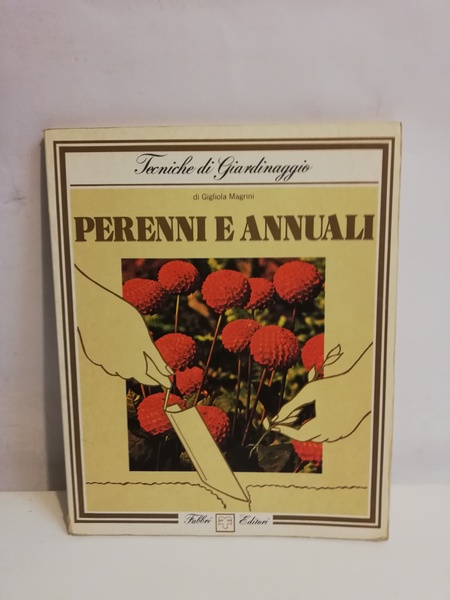 Tecniche di Giardinaggio
di Gigliola Magrini
PERENNI E ANNUALI
Fabbri Editori